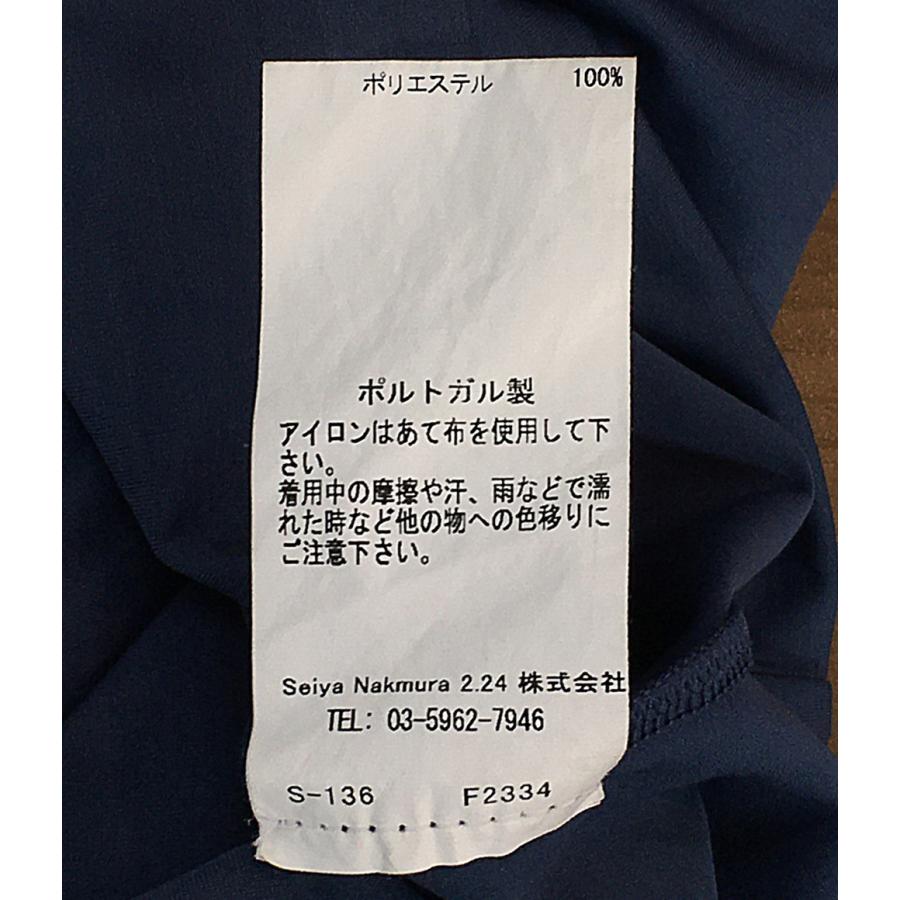 ポリエステル 100%
ポルトガル製
アイロンはあて布を使用して下
さい。
着用中の摩擦や汗、雨などで濡
れた時など他の物への色移りに
ご注意下さい。
Seiya Nakmura 2.24 株式会社
TEL: 03-5962-7946
S-136 F2334